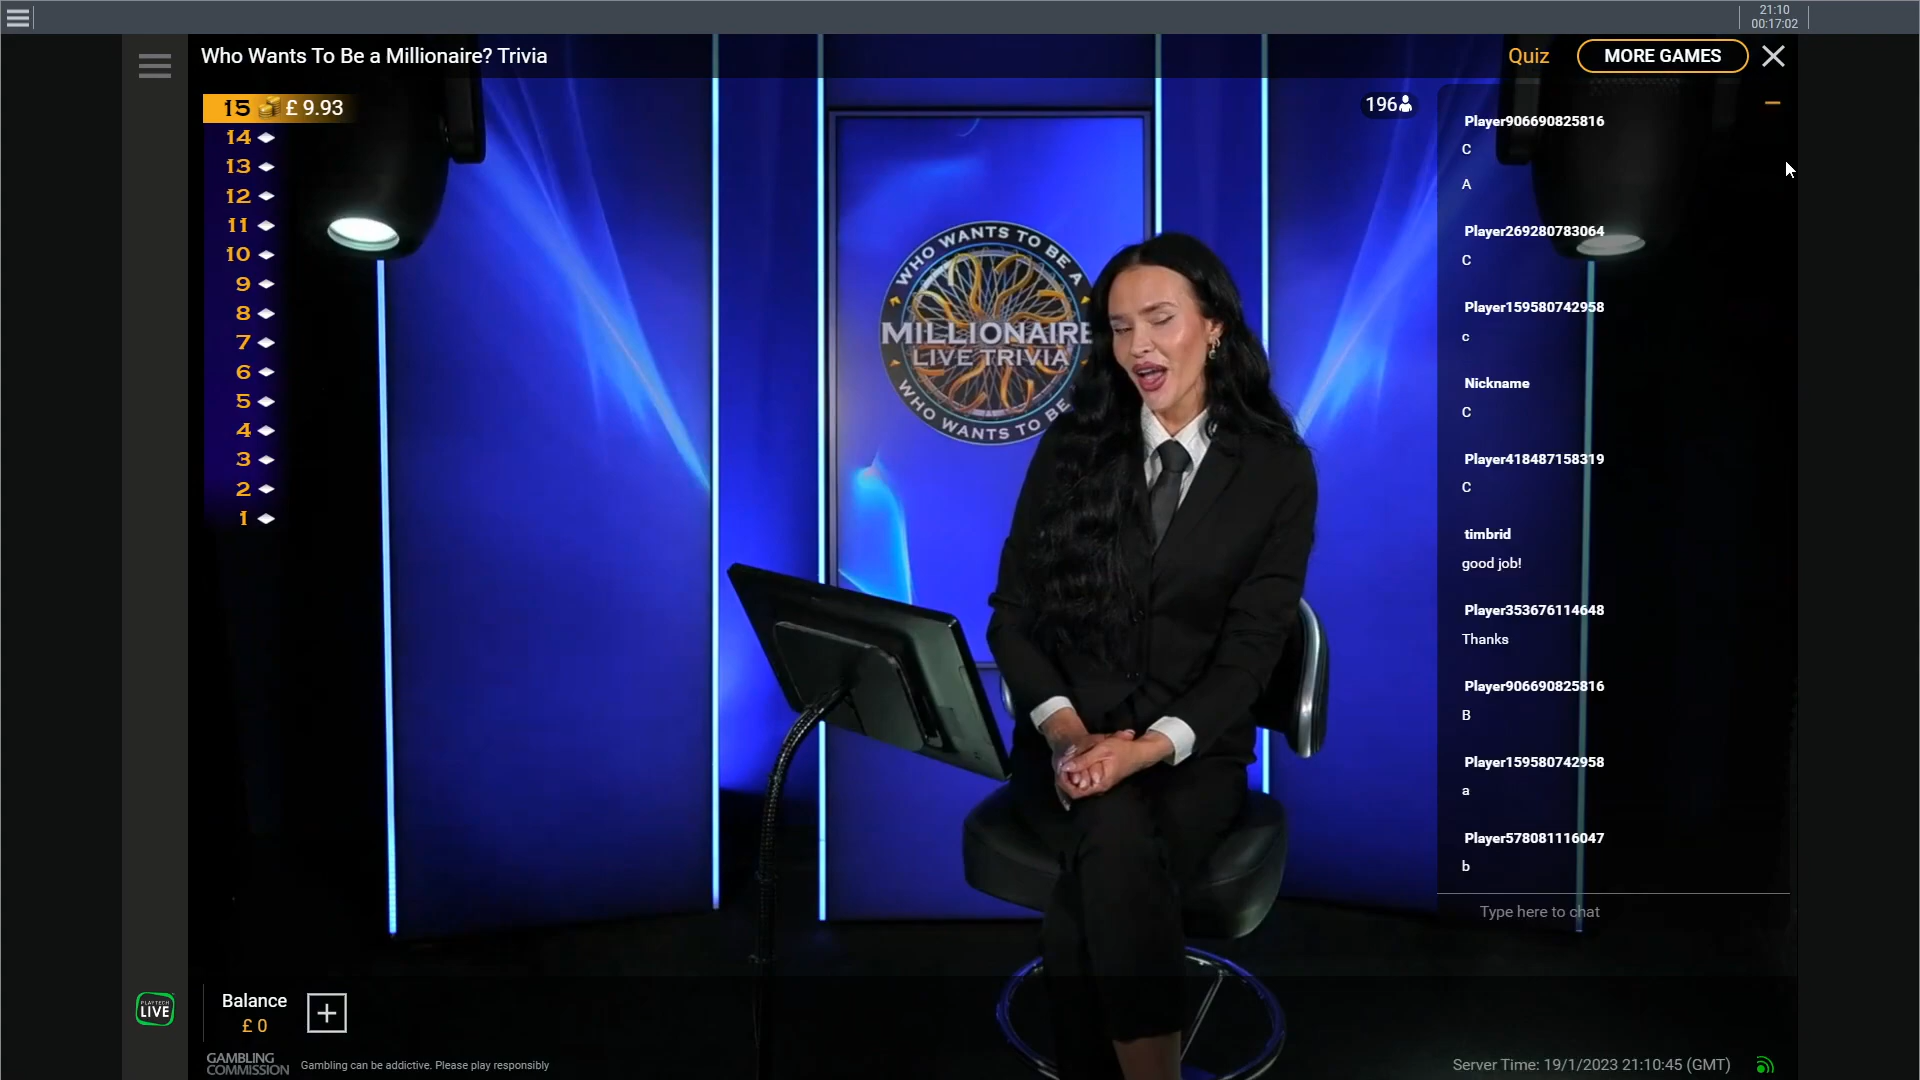 21:10
00:17:02
Who Wants To Be a Millionaire? Trivia
Quiz
MORE GAMES
15 £ 9.93
14
13
12
11
10
9
8
7
6
5
4
3
2
1
196
WHO WANTS TO BE A
MILLIONAIRE
LIVE TRIVIA
WHO WANTS TO BE
Player906690825816
C
A
Player269280783064
C
Player159580742958
c
Nickname
C
Player418487158319
C
timbrid
good job!
Player353676114648
Thanks
Player906690825816
B
Player159580742958
a
Player578081116047
b
Type here to chat
PLAYTECH
LIVE
Balance
£ 0
GAMBLING
COMMISSION
Gambling can be addictive. Please play responsibly
Server Time: 19/1/2023 21:10:45 (GMT)